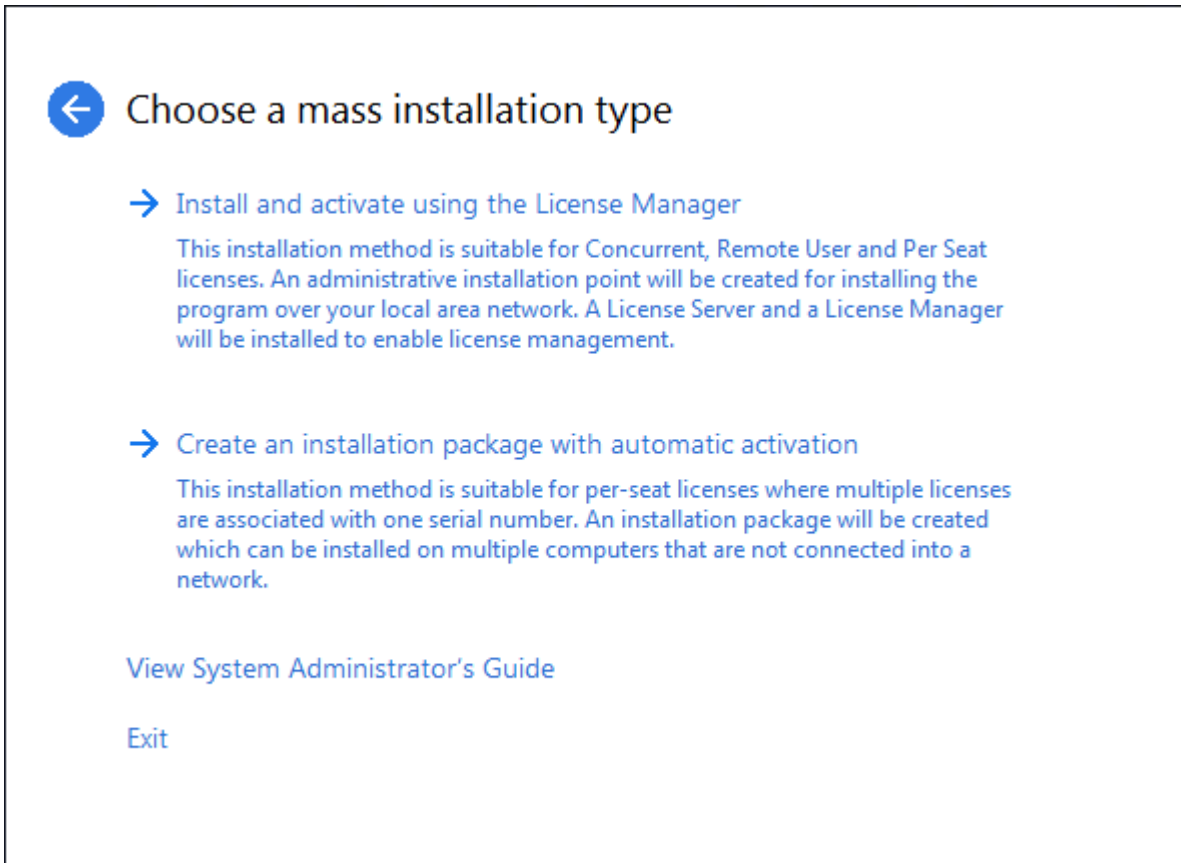 Choose a mass installation type
Install and activate using the License Manager
This installation method is suitable for Concurrent, Remote User and Per Seat
licenses. An administrative installation point will be created for installing the
program over your local area network. A License Server and a License Manager
will be installed to enable license management.
Create an installation package with automatic activation
This installation method is suitable for per-seat licenses where multiple licenses
are associated with one serial number. An installation package will be created
which can be installed on multiple computers that are not connected into a
network.
View System Administrator's Guide
Exit